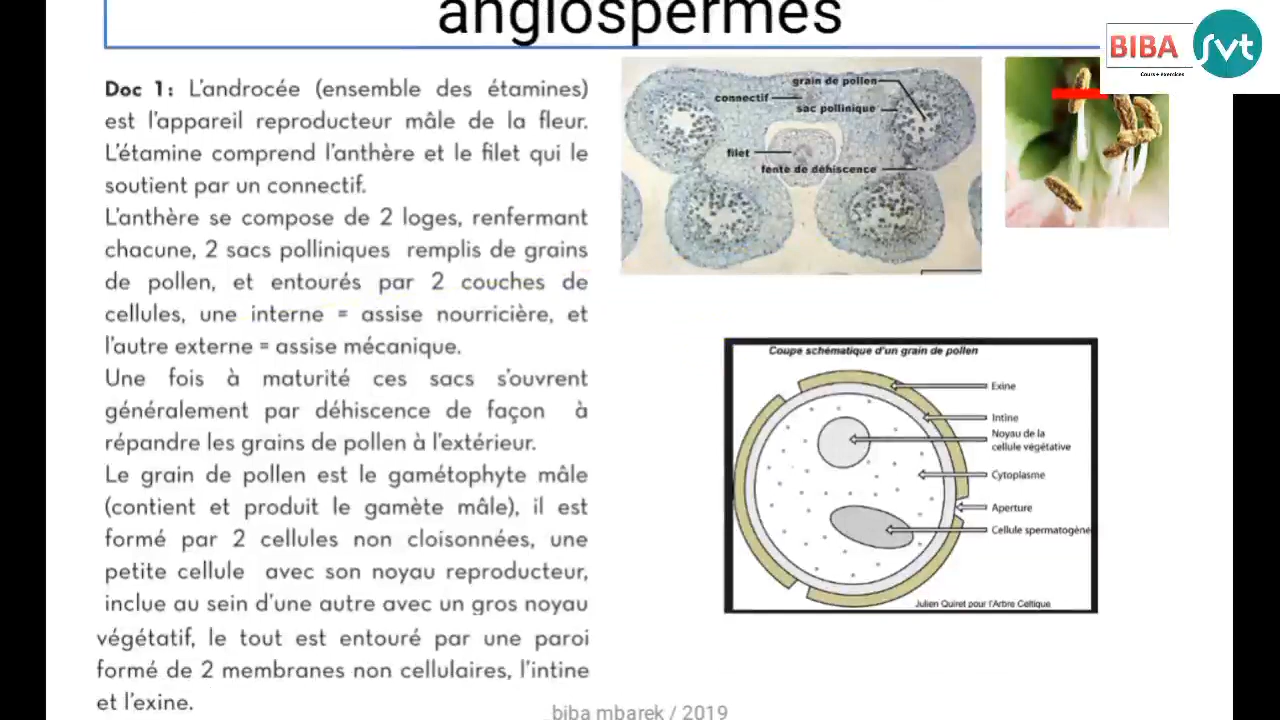 angiospermes
BIBA
Cours + exercices
svt
Doc 1: L'androcée (ensemble des étamines)
est l'appareil reproducteur mâle de la fleur.
L'étamine comprend l'anthère et le filet qui le
soutient par un connectif.
L'anthère se compose de 2 loges, renfermant
chacune, 2 sacs polliniques remplis de grains
de pollen, et entourés par 2 couches de
cellules, une interne = assise nourricière, et
l'autre externe = assise mécanique.
Une fois à maturité ces sacs s'ouvrent
généralement par déhiscence de façon à
répandre les grains de pollen à l'extérieur.
Le grain de pollen est le gamétophyte mâle
(contient et produit le gamète mâle), il est
formé par 2 cellules non cloisonnées, une
petite cellule avec son noyau reproducteur,
inclue au sein d'une autre avec un gros noyau
végétatif, le tout est entouré par une paroi
formé de 2 membranes non cellulaires, l'intine
et l'exine.
grain de pollen
connectif
sac pollinique
filet
fente de déhiscence
Coupe schématique d'un grain de pollen
Exine
Intine
Noyau de la
cellule végétative
Cytoplasme
Aperture
Cellule spermatogène
Julien Quiret pour l'Arbre Celtique
biba mbarek / 2019